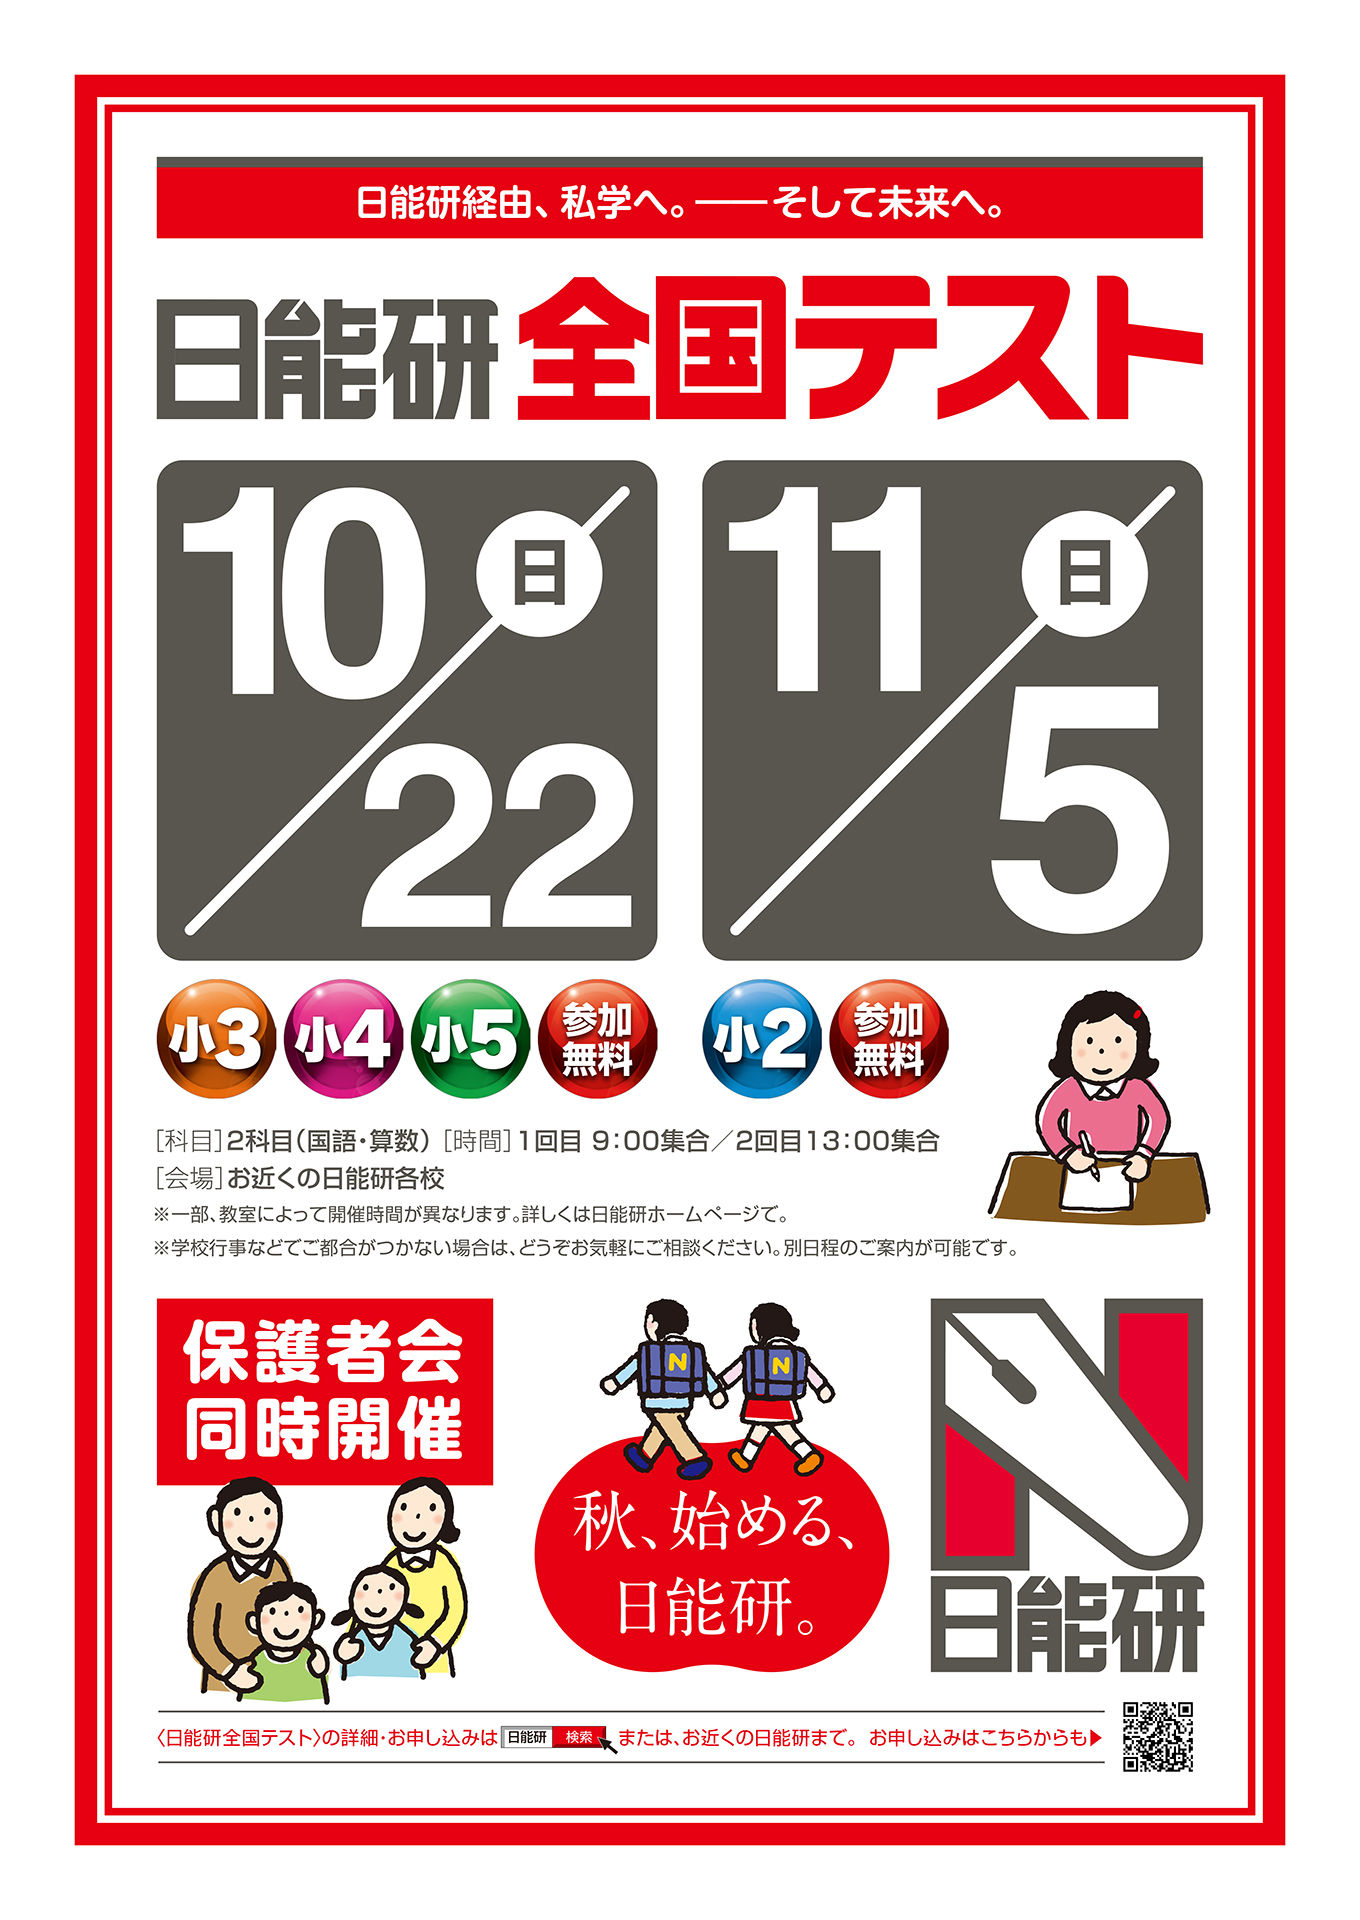 日能研経由、私学へ。――そして未来へ。
日能研 全国テスト
10/22 日
11/5 日
小3 小4 小5 参加無料
小2 参加無料
［科目］2科目（国語・算数）［時間］1回目 9：00集合／2回目13：00集合
［会場］お近くの日能研各校
※一部、教室によって開催時間が異なります。詳しくは日能研ホームページで。
※学校行事などでご都合がつかない場合は、どうぞお気軽にご相談ください。別日程のご案内が可能です。
保護者会
同時開催
N N
秋、始める、
日能研。
N
日能研
〈日能研全国テスト〉の詳細・お申し込みは 日能研 検索 または、お近くの日能研まで。 お申し込みはこちらからも▶